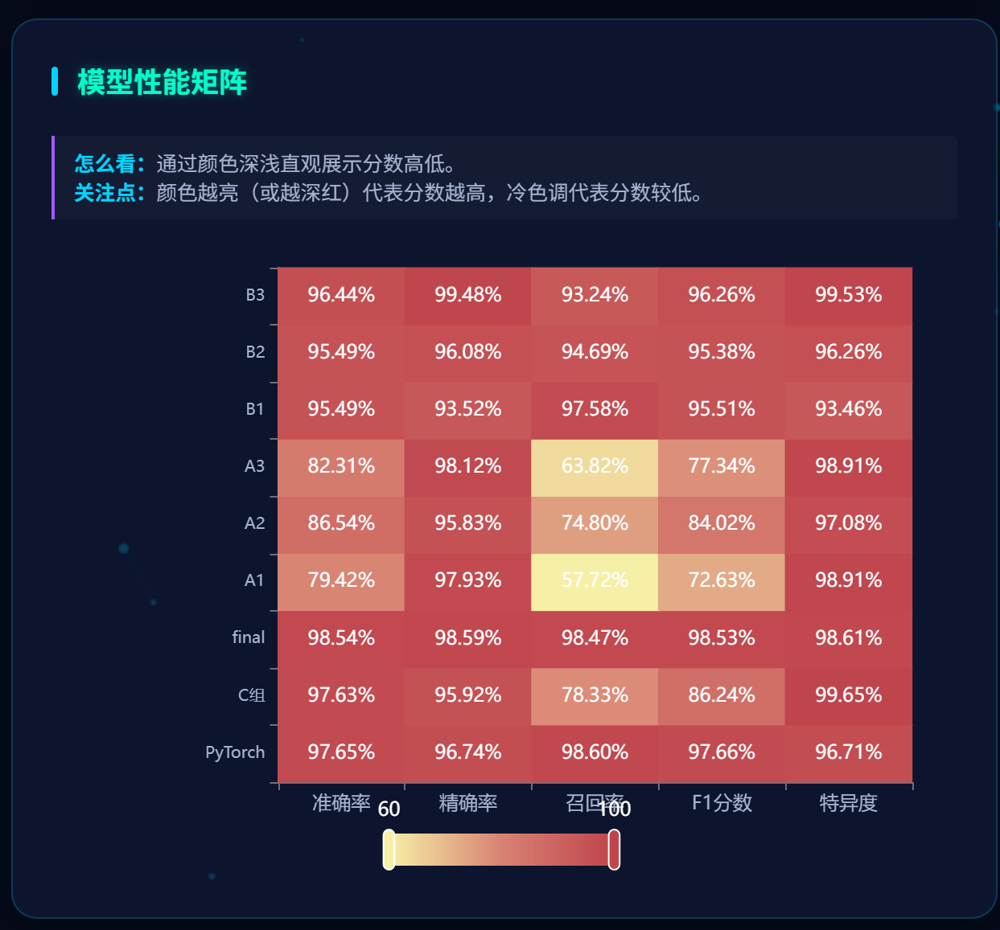 模型性能矩阵
怎么看：通过颜色深浅直观展示分数高低。
关注点：颜色越亮（或越深红）代表分数越高，冷色调代表分数较低。
B3 96.44% 99.48% 93.24% 96.26% 99.53%
B2 95.49% 96.08% 94.69% 95.38% 96.26%
B1 95.49% 93.52% 97.58% 95.51% 93.46%
A3 82.31% 98.12% 63.82% 77.34% 98.91%
A2 86.54% 95.83% 74.80% 84.02% 97.08%
A1 79.42% 97.93% 57.72% 72.63% 98.91%
final 98.54% 98.59% 98.47% 98.53% 98.61%
C组 97.63% 95.92% 78.33% 86.24% 99.65%
PyTorch 97.65% 96.74% 98.60% 97.66% 96.71%
准确率 精确率 召回率 F1分数 特异度
60 100